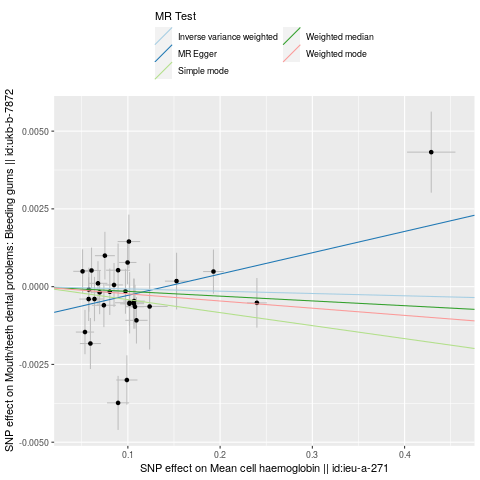 MR Test
Inverse variance weighted
Weighted median
MR Egger
Weighted mode
Simple mode
SNP effect on Mouth/teeth dental problems: Bleeding gums || id:ukb-b-7872
0.0050
0.0025
0.0000
-0.0025
-0.0050
0.1
0.2
0.3
0.4
SNP effect on Mean cell haemoglobin || id:ieu-a-271